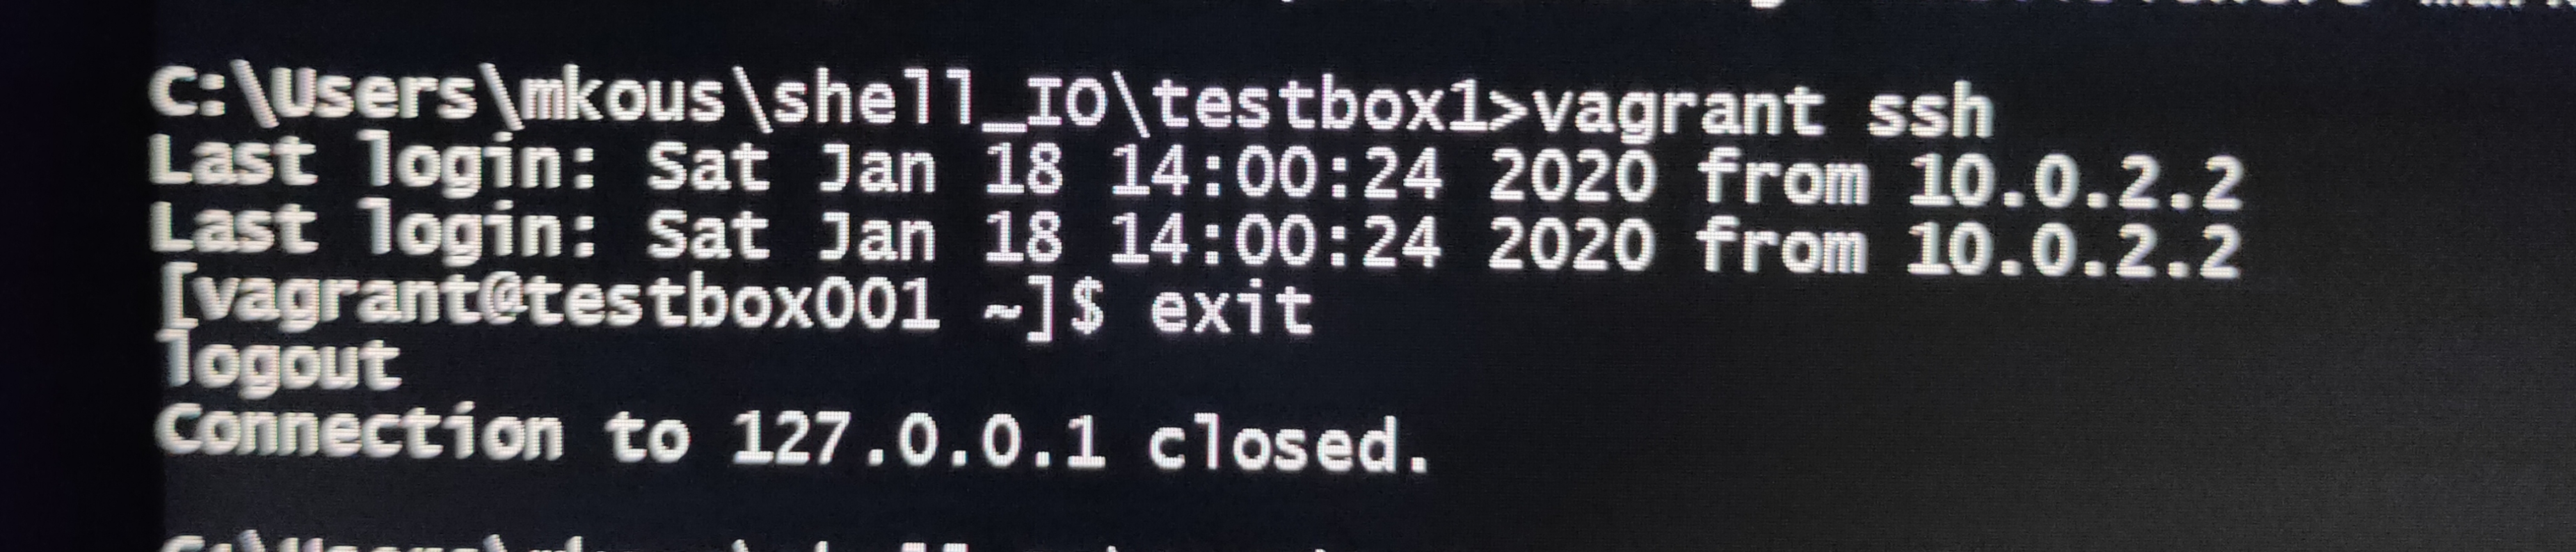 C:\Users\mkous\shell_IO\testbox1>vagrant ssh
Last login: Sat Jan 18 14:00:24 2020 from 10.0.2.2
Last login: Sat Jan 18 14:00:24 2020 from 10.0.2.2
[vagrant@testbox001 ~]$ exit
logout
Connection to 127.0.0.1 closed.